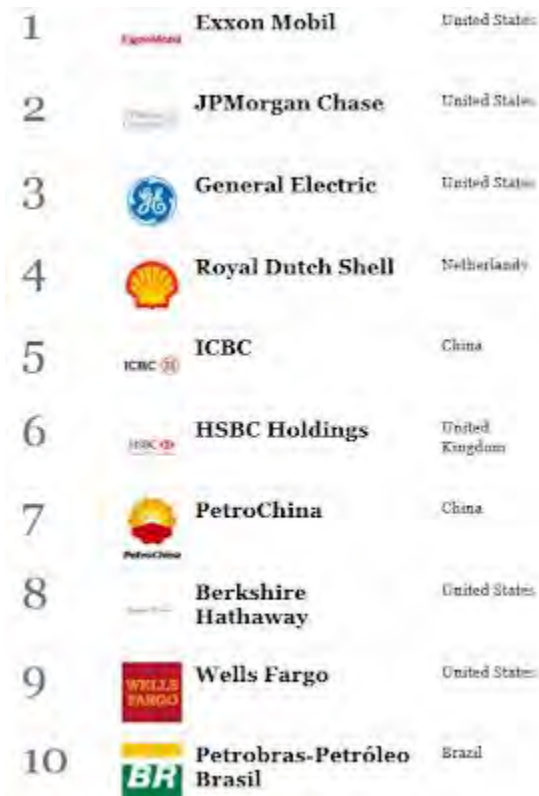 1 ExxonMobil Exxon Mobil United States
2 JPMorgan Chase United States
3 General Electric United States
4 Royal Dutch Shell Netherlands
5 ICBC ICBC China
6 HSBC HSBC Holdings United
Kingdom
7 PetroChina China
PetroChina
8 Berkshire United States
Hathaway
9 WELLS
FARGO Wells Fargo United States
10 BR Petrobras-Petróleo Brazil
Brasil